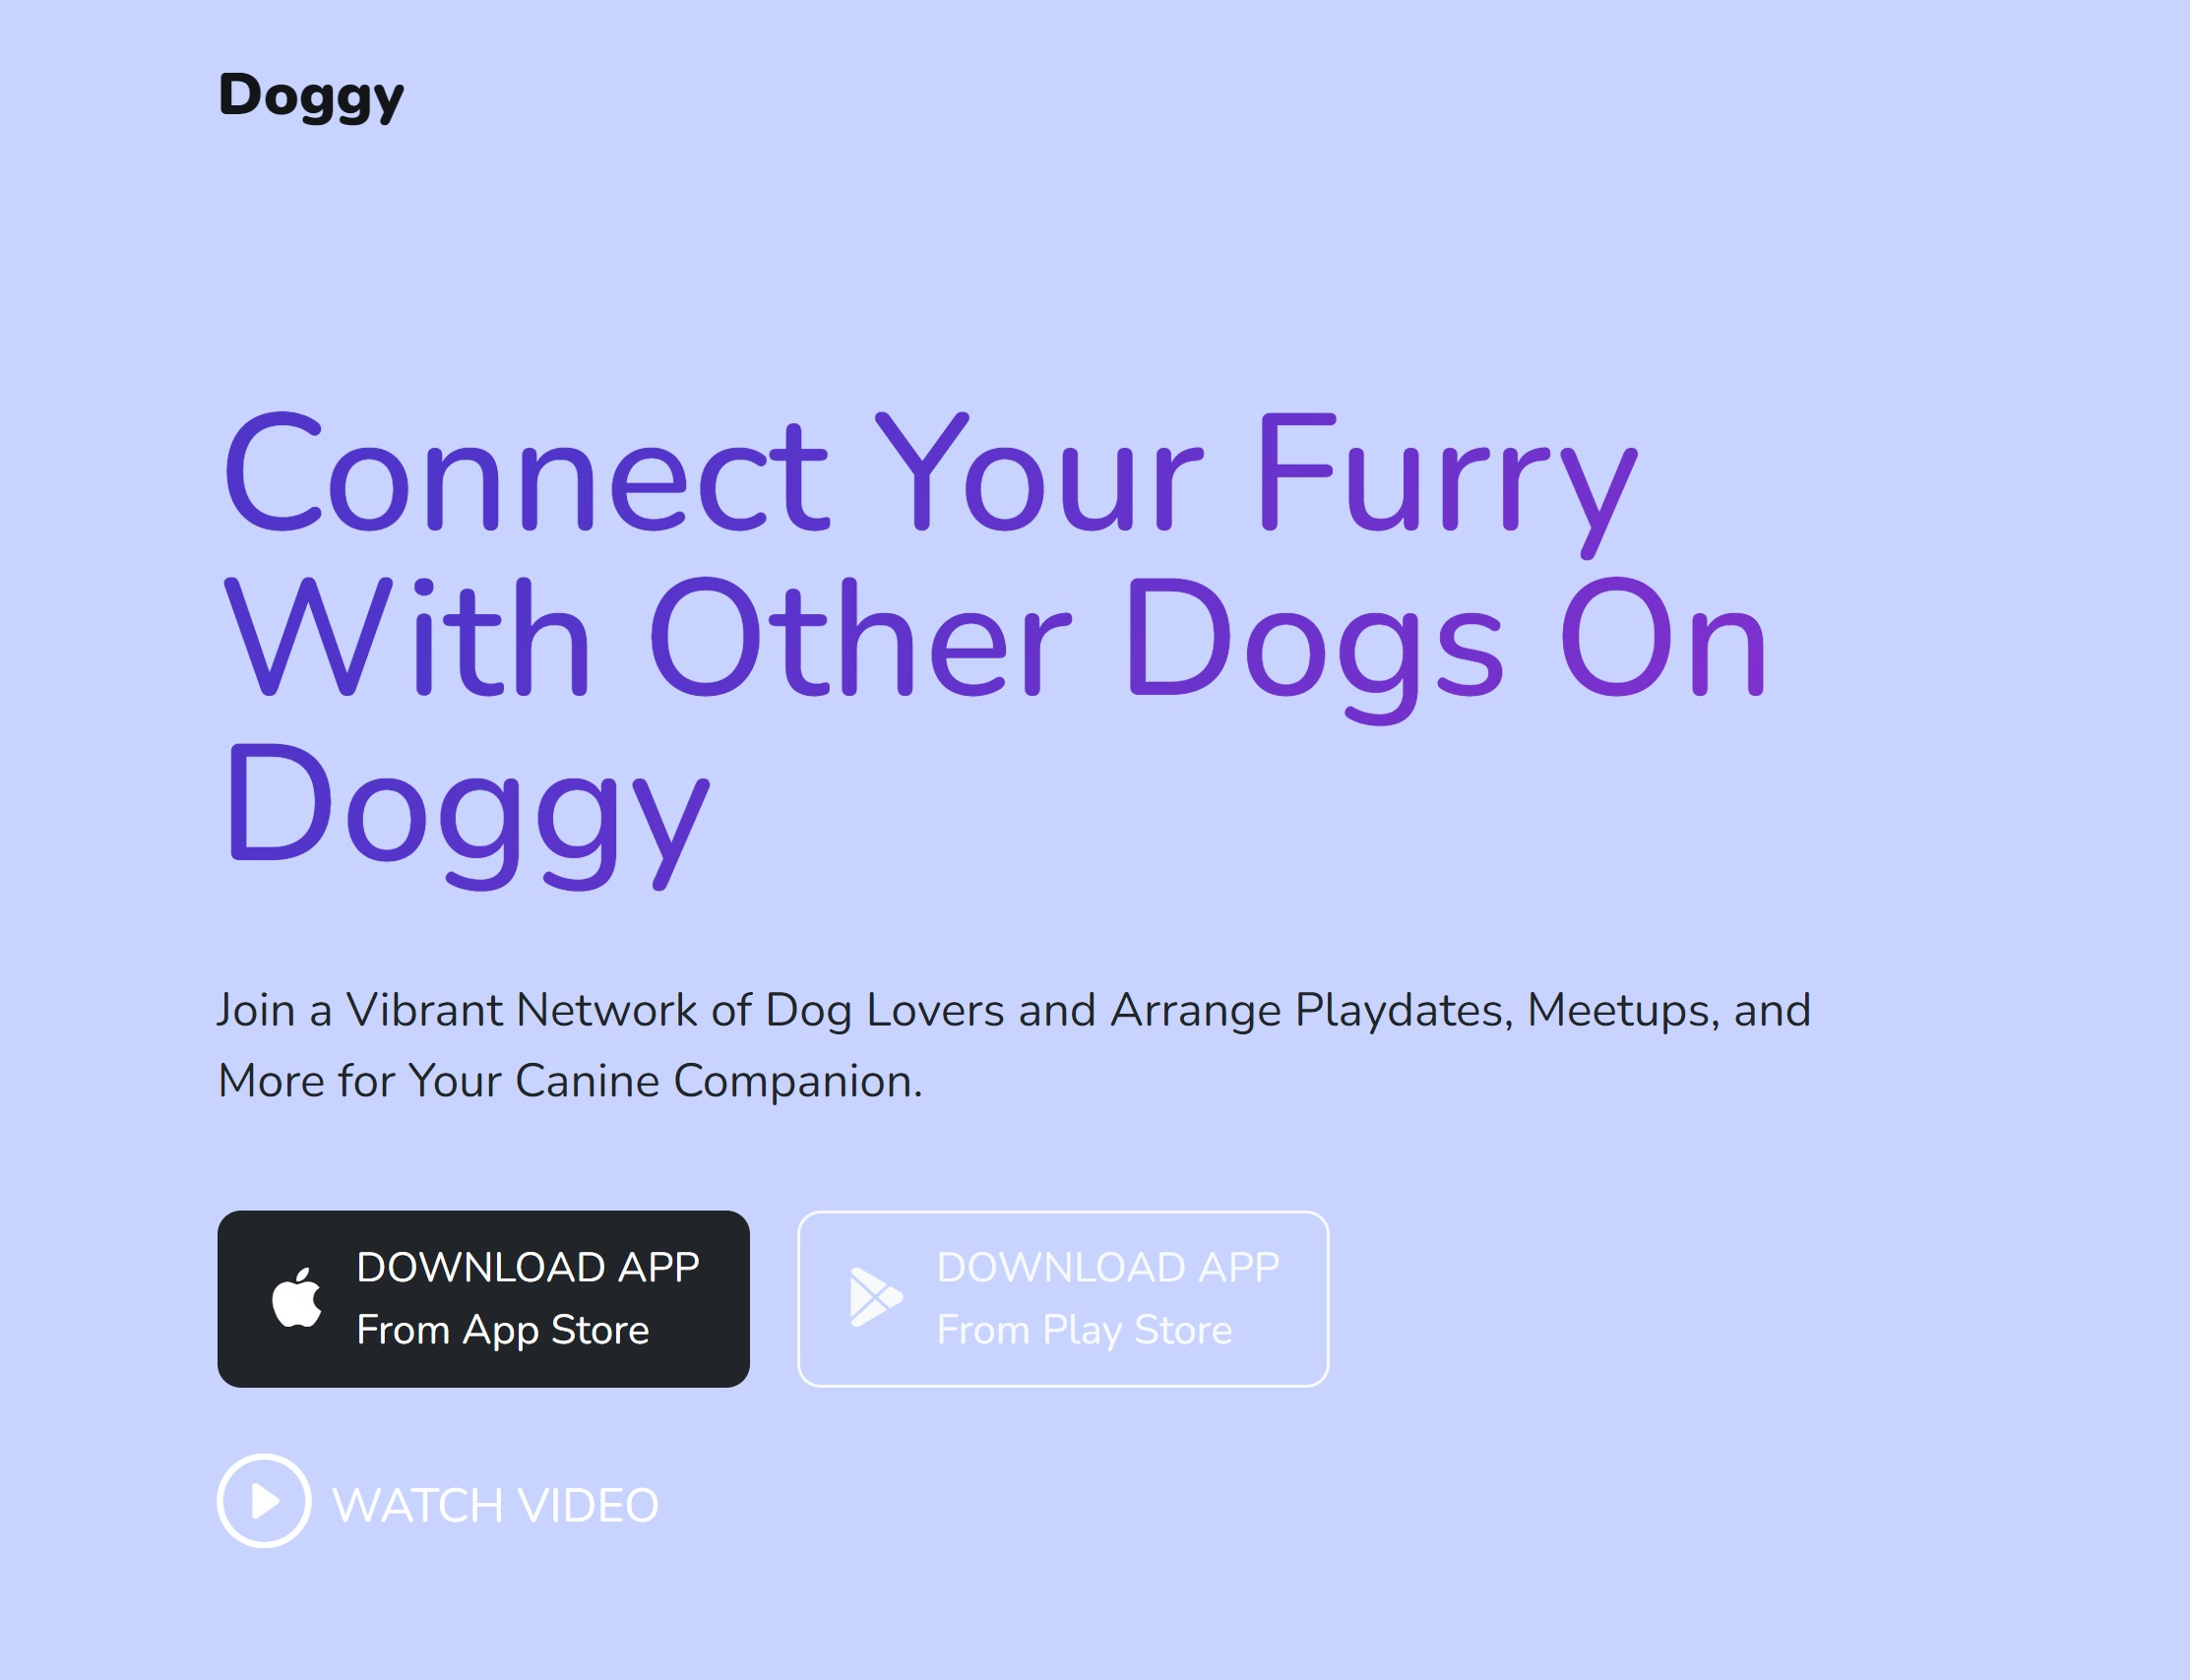 Doggy
Connect Your Furry
With Other Dogs On
Doggy
Join a Vibrant Network of Dog Lovers and Arrange Playdates, Meetups, and
More for Your Canine Companion.
DOWNLOAD APP
From App Store
DOWNLOAD APP
From Play Store
WATCH VIDEO